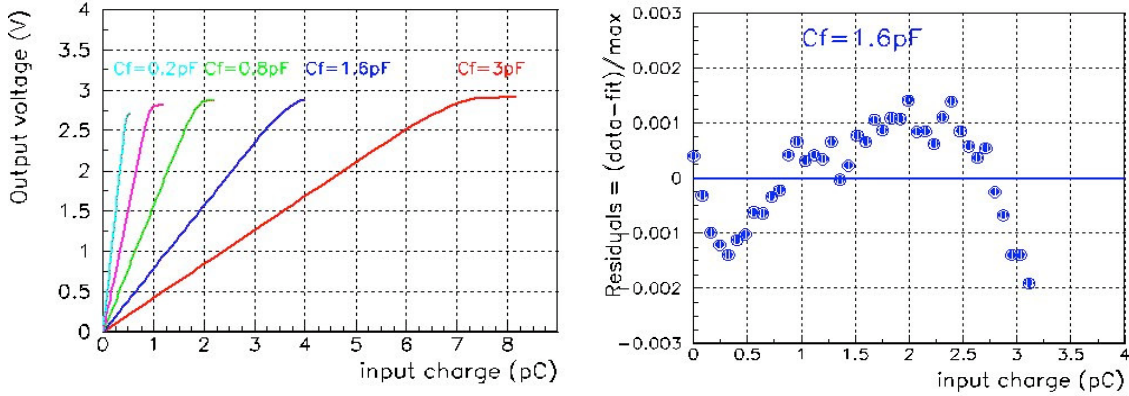 Output voltage (V)
4
3.5
3
2.5
2
1.5
1
0.5
0
Cf=0.2pF Cf=0.8pF Cf=1.6pF Cf=3pF
0 1 2 3 4 5 6 7 8
input charge (pC)
Residuals = (data-fit)/max
0.003
0.002
0.001
0
-0.001
-0.002
-0.003
Cf=1.6pF
0 0.5 1 1.5 2 2.5 3 3.5 4
input charge (pC)